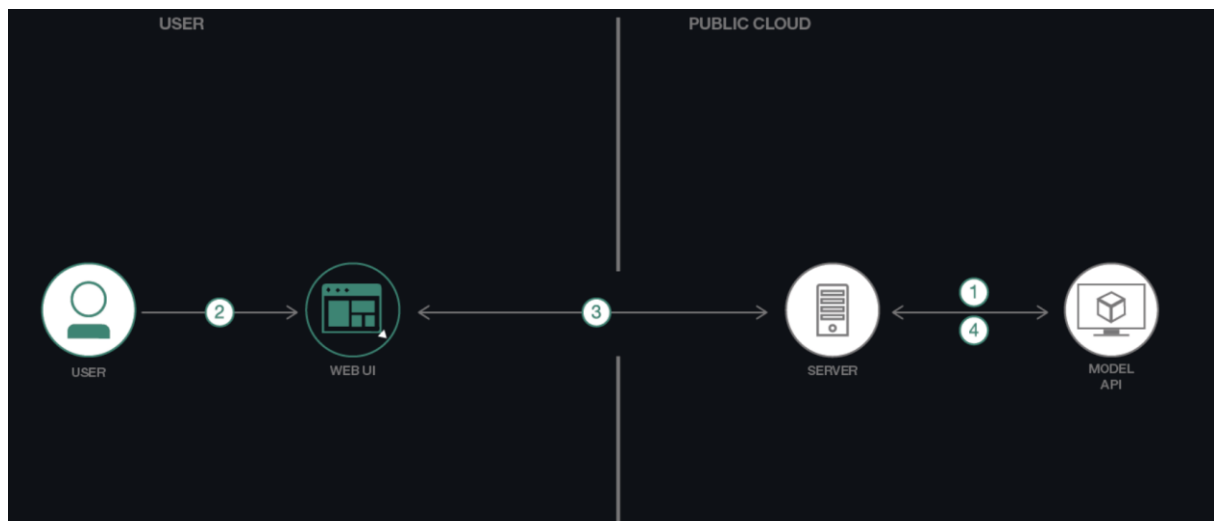 USER
PUBLIC CLOUD
2
3
1
4
USER
WEB UI
SERVER
MODEL
API